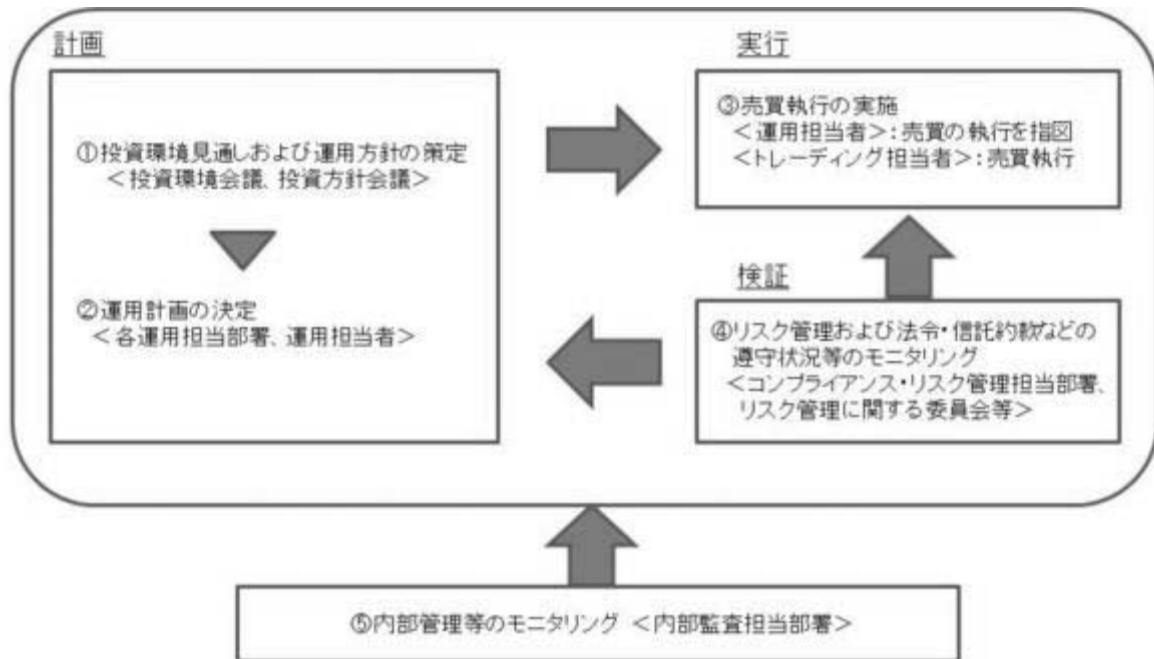 計画
①投資環境見通しおよび運用方針の策定
＜投資環境会議、投資方針会議＞
②運用計画の決定
＜各運用担当部署、運用担当者＞
実行
③売買執行の実施
＜運用担当者＞：売買の執行を指図
＜トレーディング担当者＞：売買執行
検証
④リスク管理および法令・信託約款などの
遵守状況等のモニタリング
＜コンプライアンス・リスク管理担当部署、
リスク管理に関する委員会等＞
⑤内部管理等のモニタリング ＜内部監査担当部署＞